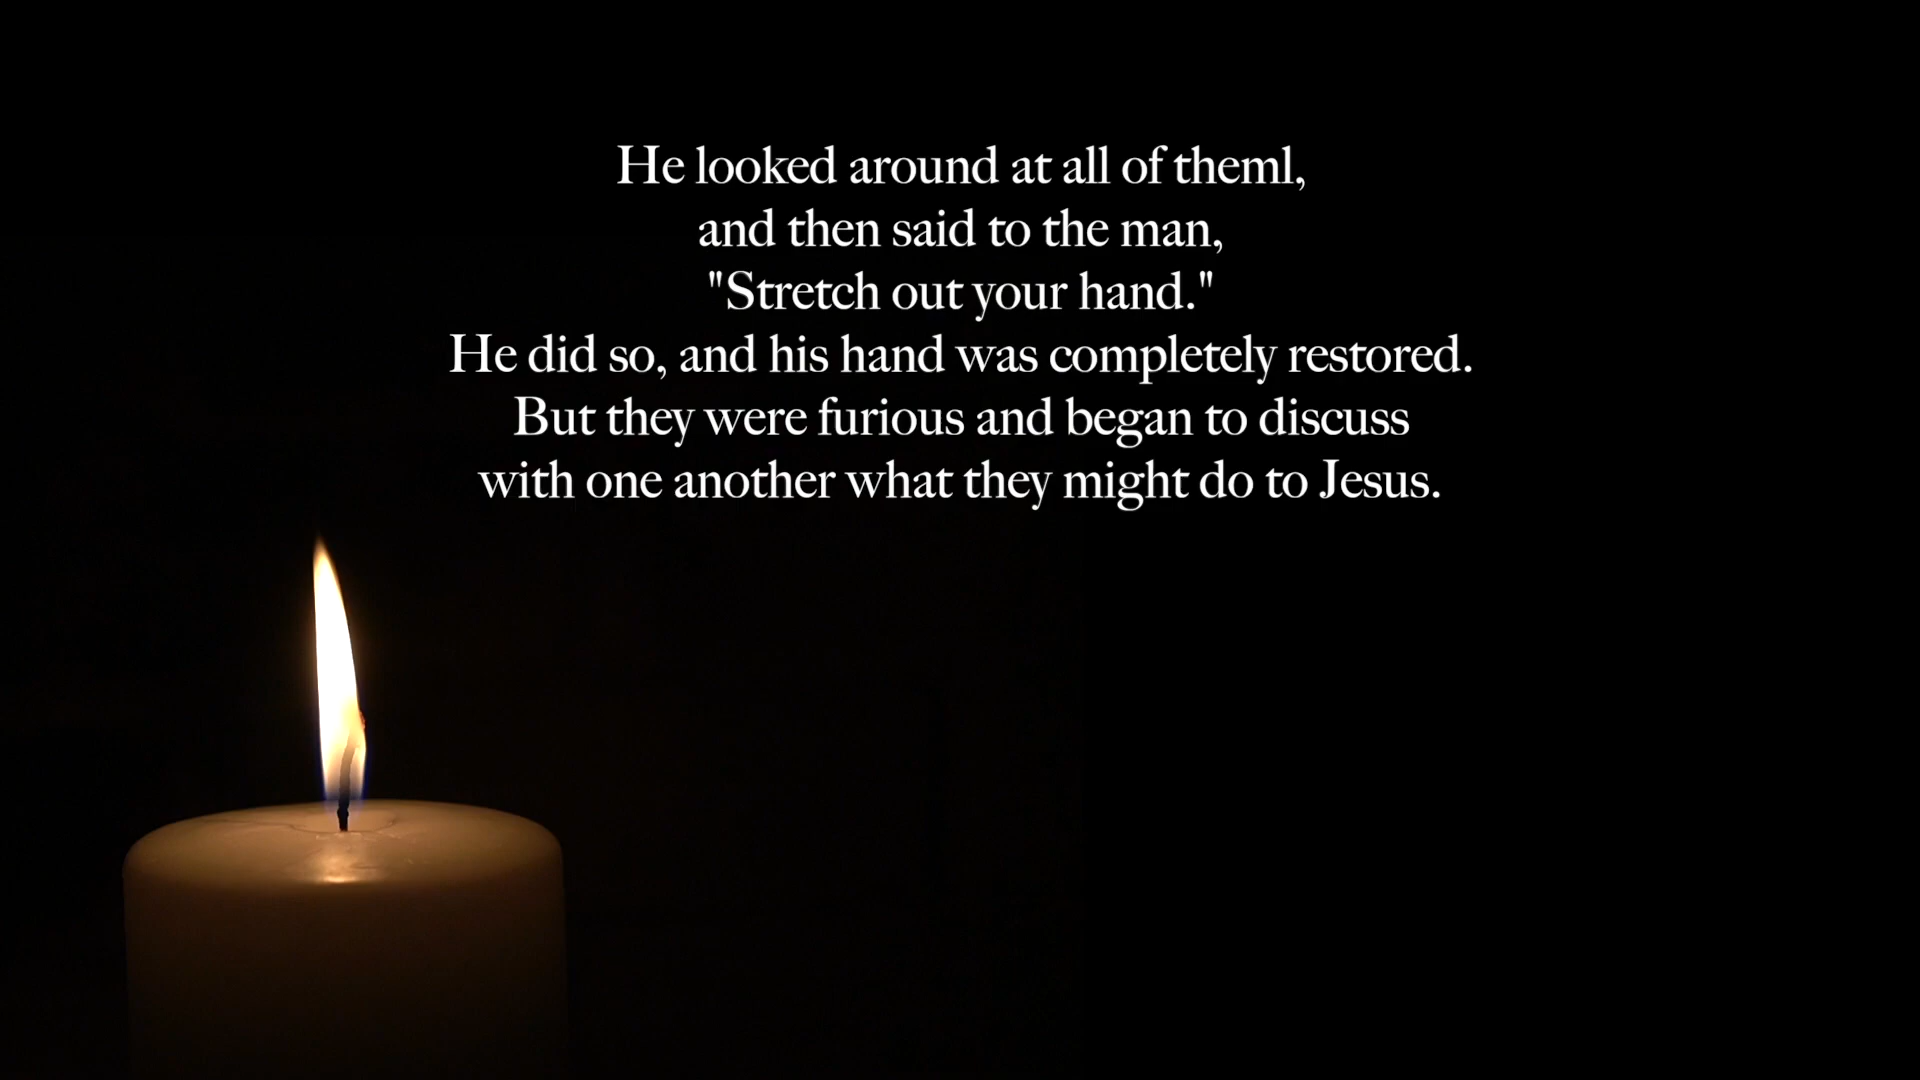 He looked around at all of theml,
and then said to the man,
"Stretch out your hand."
He did so, and his hand was completely restored.
But they were furious and began to discuss
with one another what they might do to Jesus.